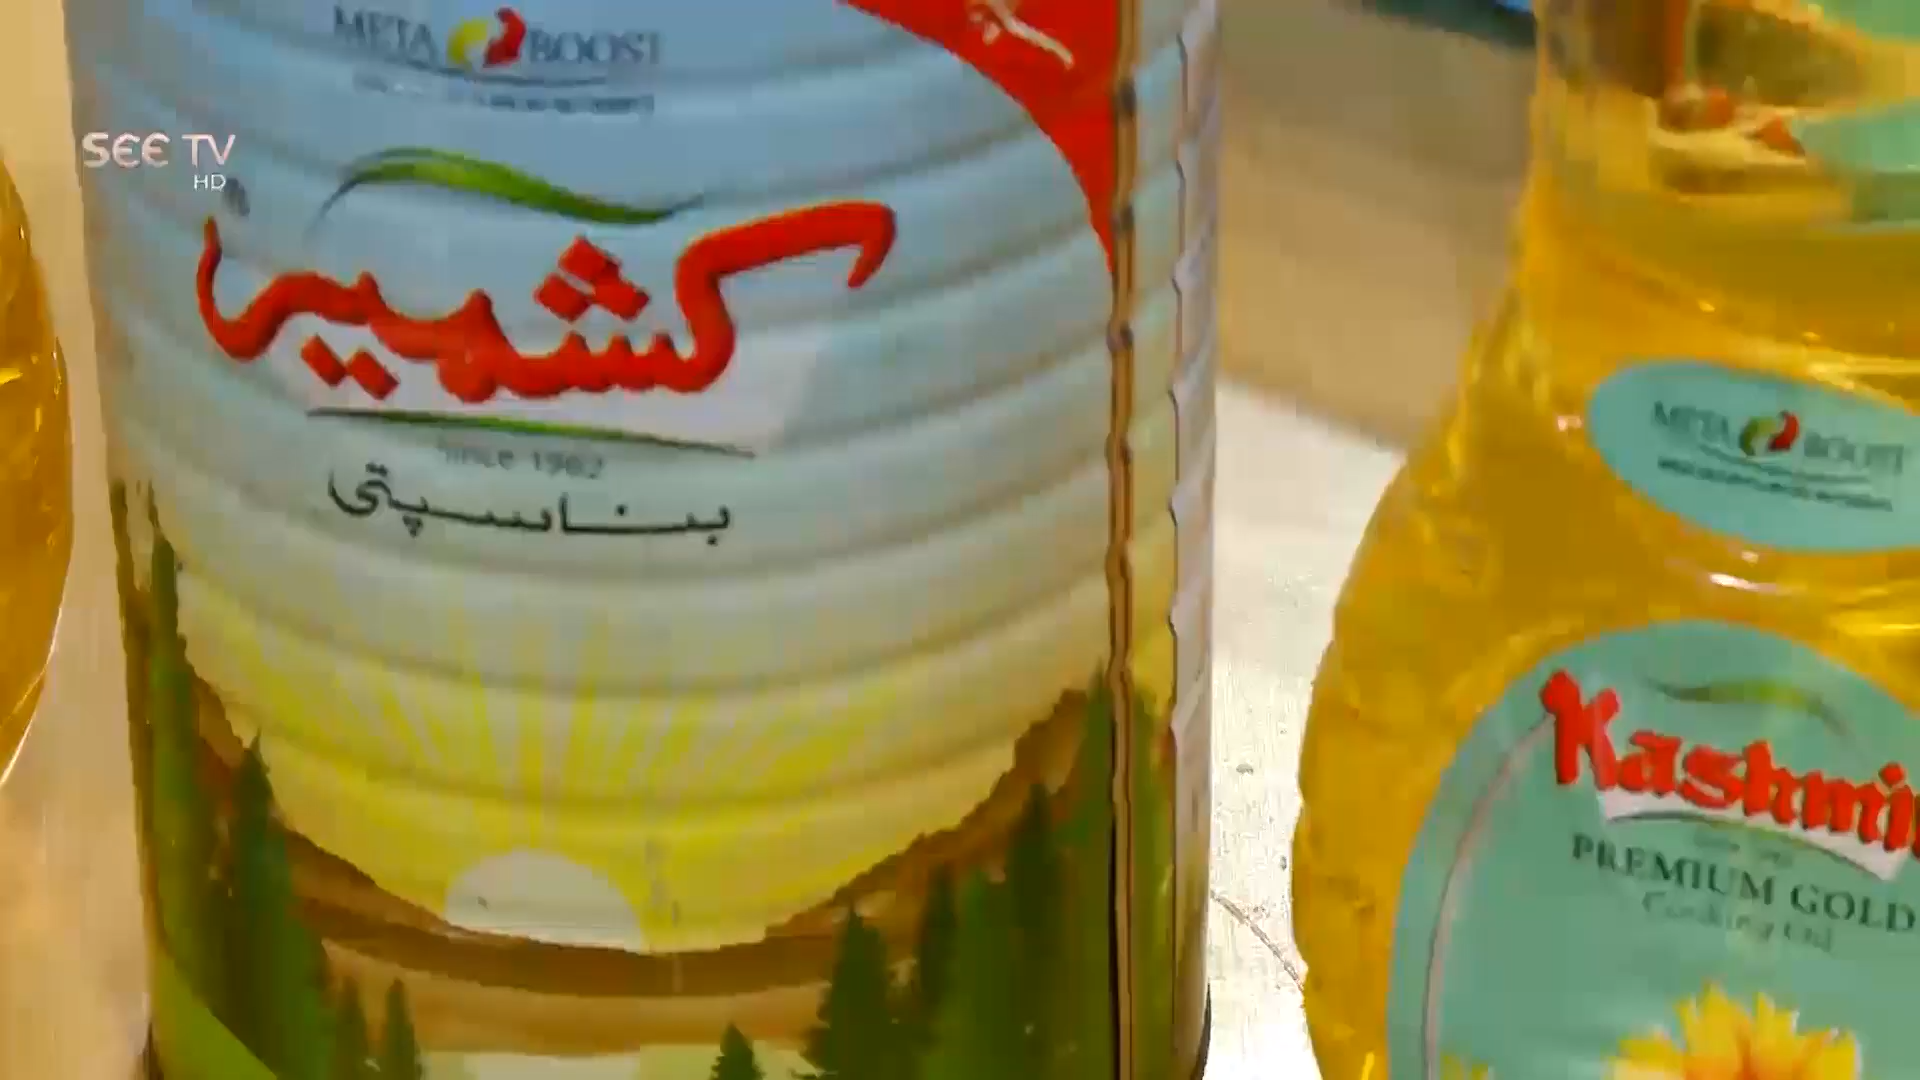 META BOOST
SEE TV
HD
کشمیر
Since 1962
بناسپتی
META BOOST
Kashmir
PREMIUM GOLD
Cooking Oil